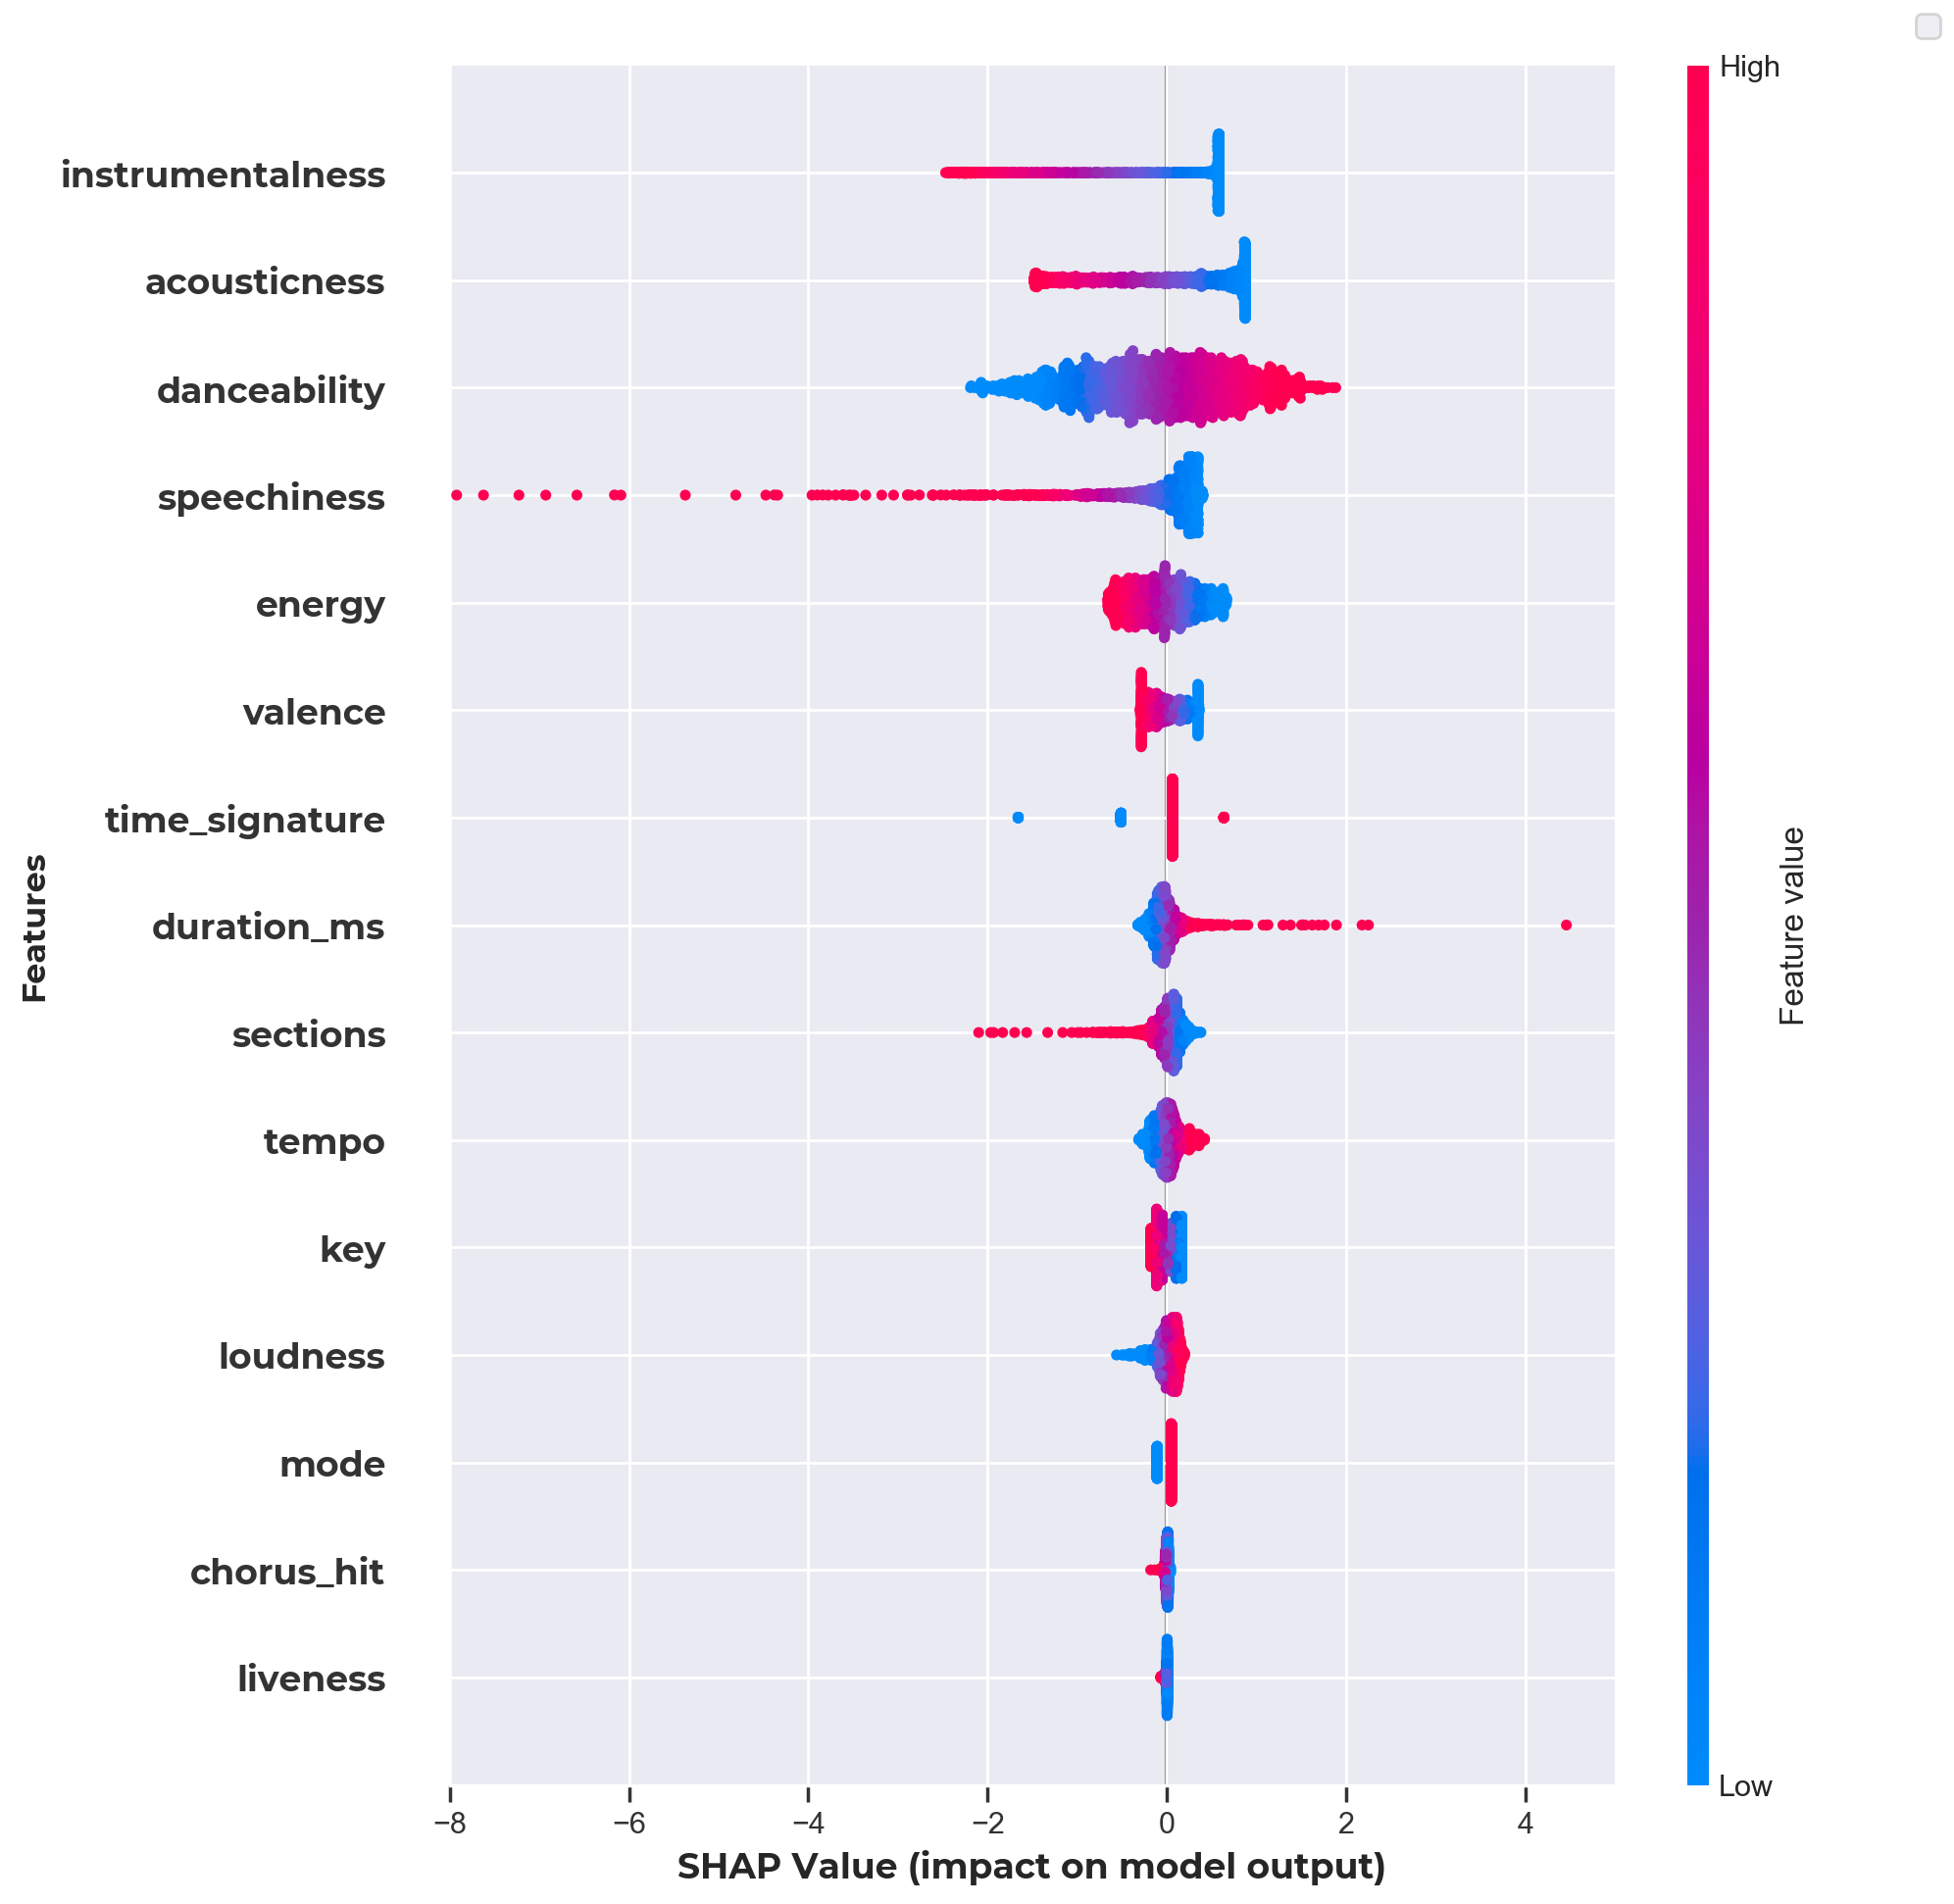 High
instrumentalness
acousticness
danceability
speechiness
energy
valence
time_signature
duration_ms
sections
tempo
key
loudness
mode
chorus_hit
liveness
Features
Feature value
Low
−8 −6 −4 −2 0 2 4
SHAP Value (impact on model output)